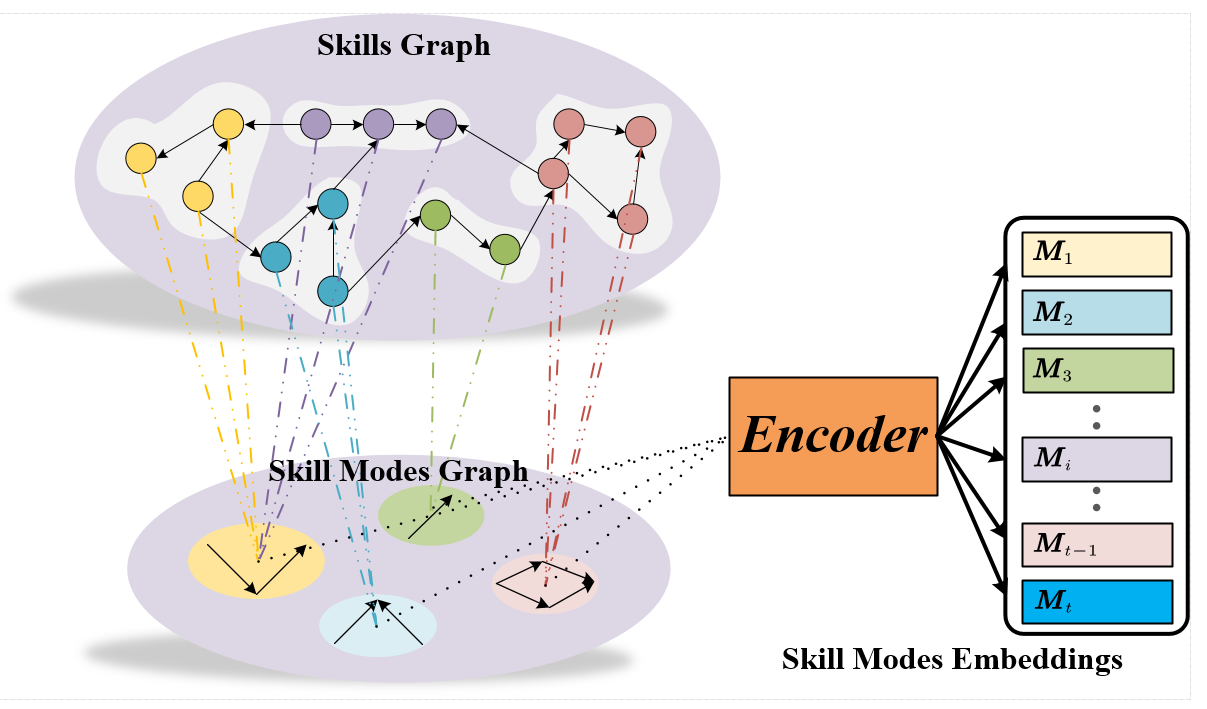 Skills Graph
Skill Modes Graph
Encoder
M₁
M₂
M₃
Mᵢ
Mₜ₋₁
Mₜ
Skill Modes Embeddings